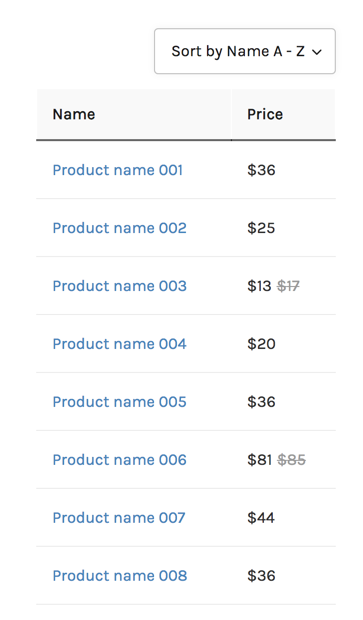 Sort by Name A - Z
Name Price
Product name 001 $36
Product name 002 $25
Product name 003 $13 $17
Product name 004 $20
Product name 005 $36
Product name 006 $81 $85
Product name 007 $44
Product name 008 $36